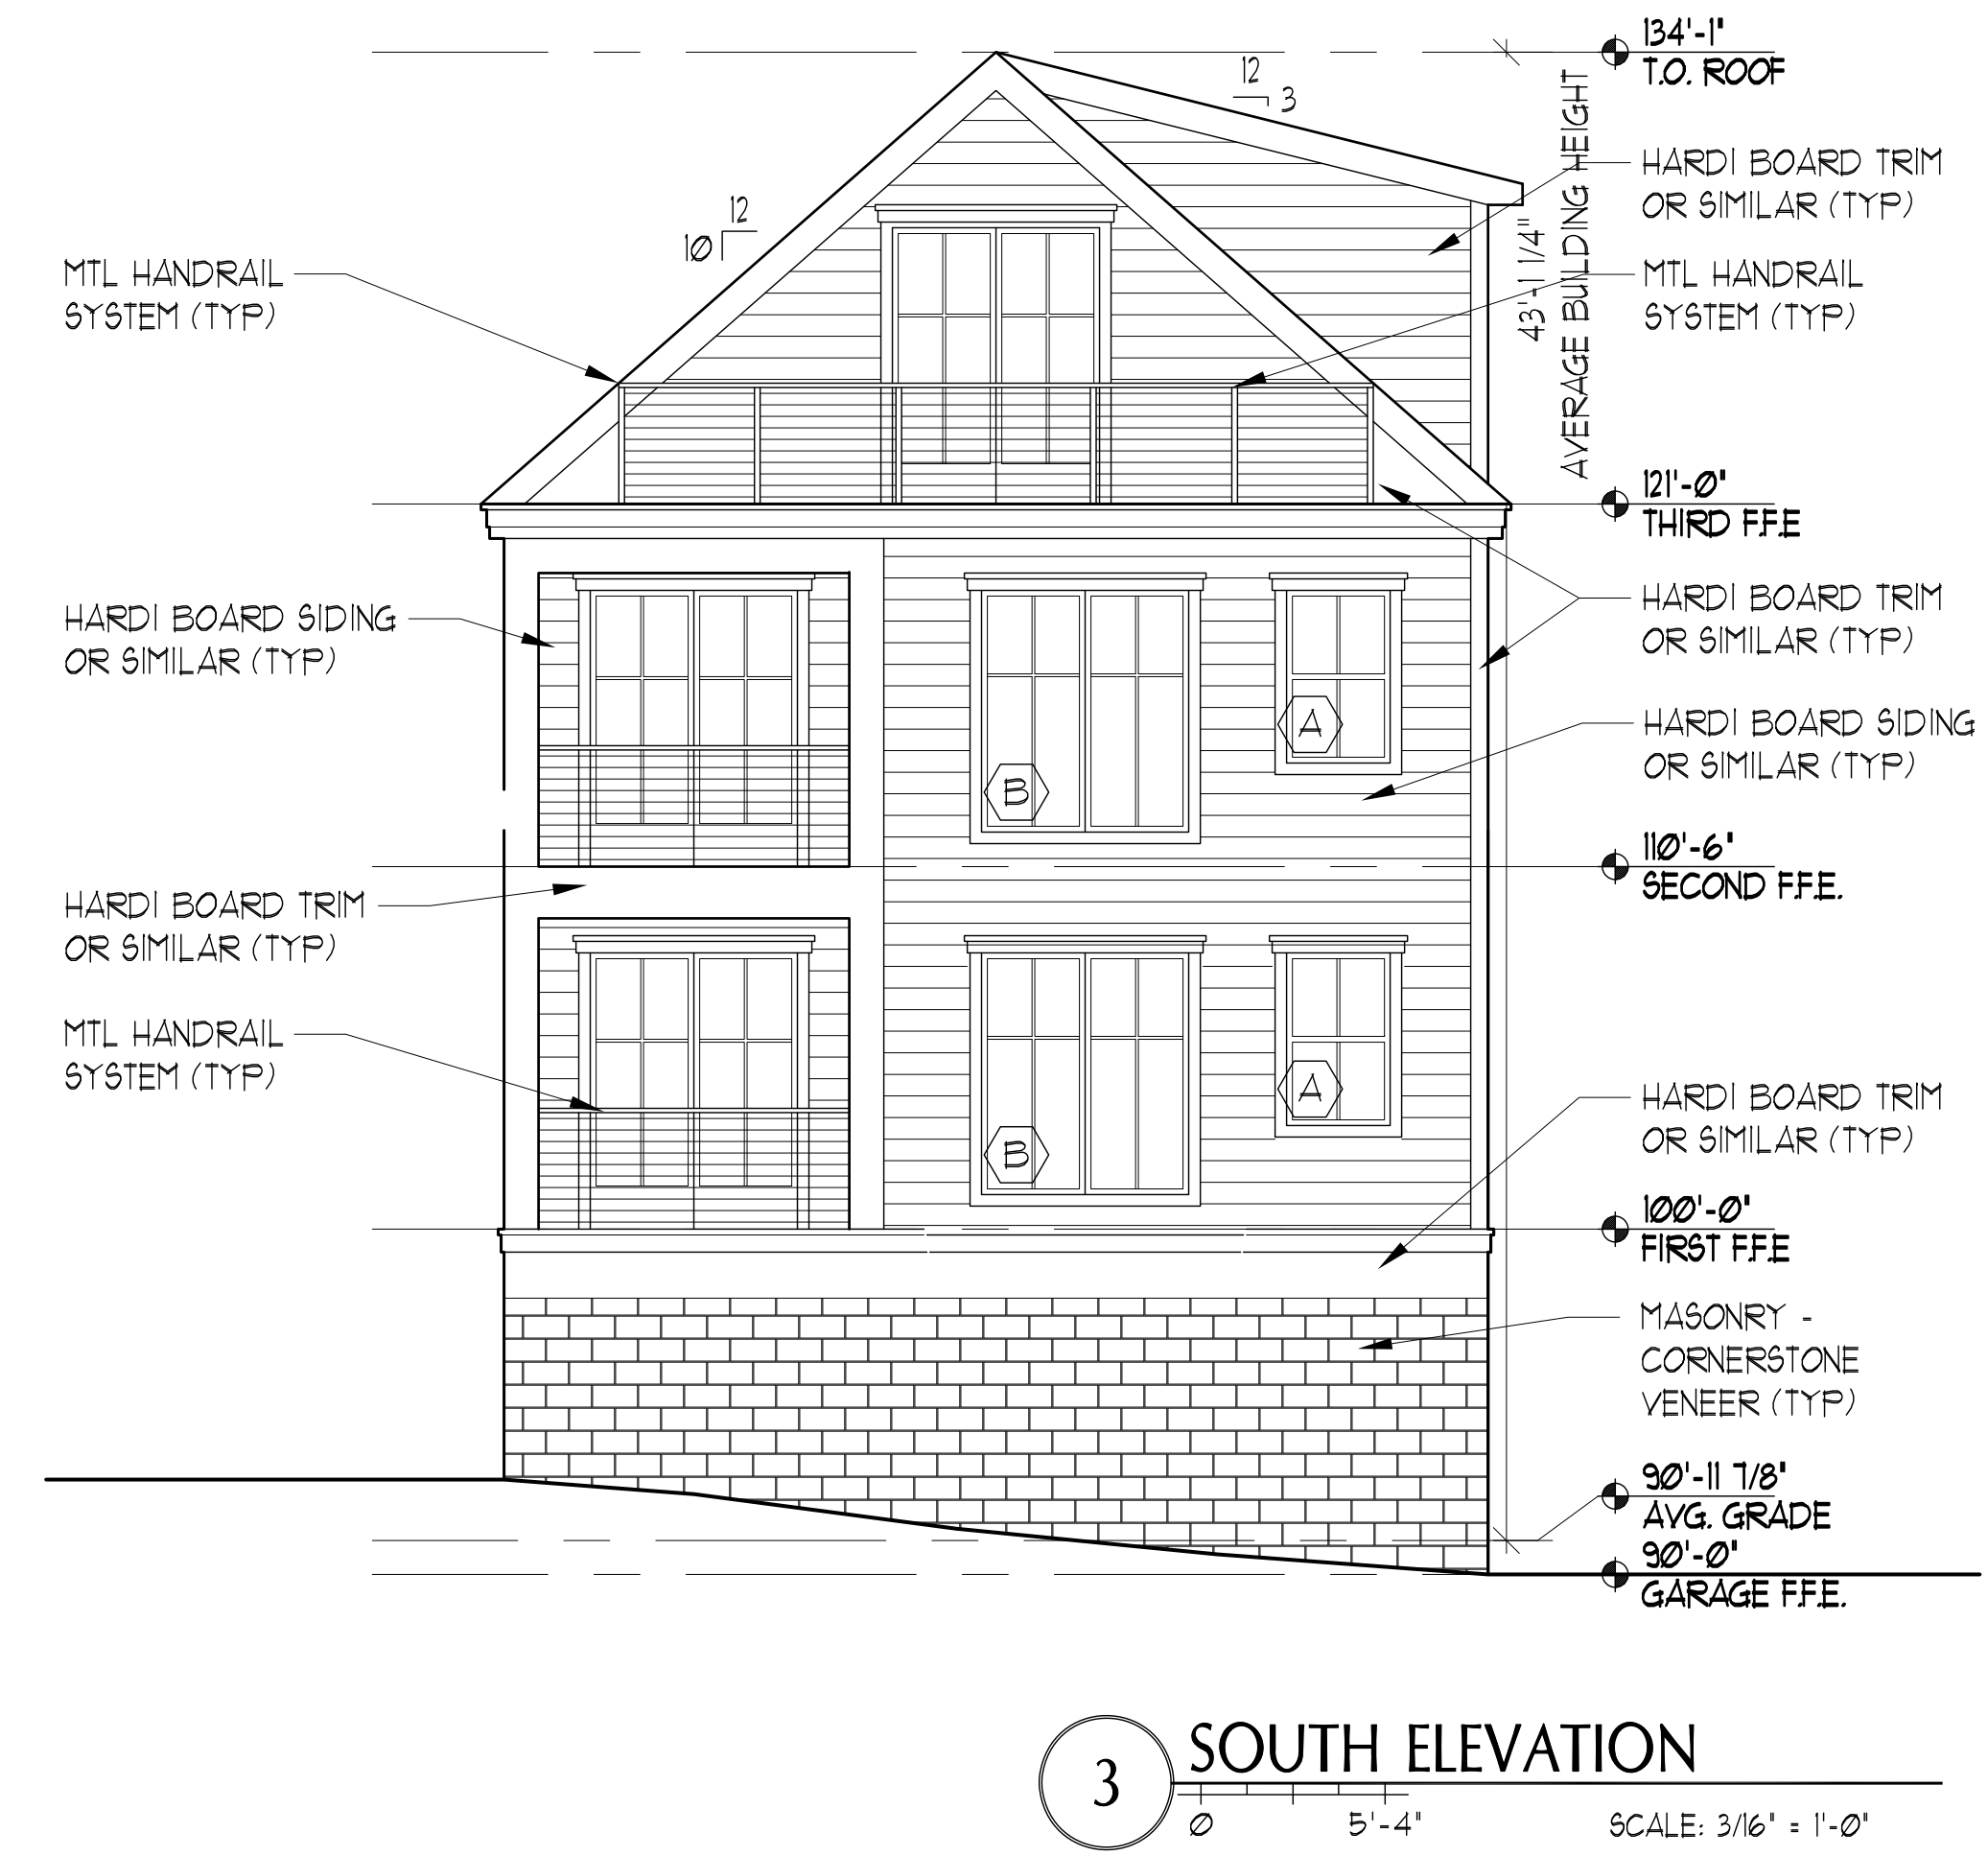 134'-1"
T.O. ROOF
12
3
HARDI BOARD TRIM
OR SIMILAR (TYP)
12
10
MTL HANDRAIL
SYSTEM (TYP)
MTL HANDRAIL
SYSTEM (TYP)
43'-1 1/4"
AVERAGE BUILDING HEIGHT
121'-0"
THIRD F.F.E
HARDI BOARD SIDING
OR SIMILAR (TYP)
HARDI BOARD TRIM
OR SIMILAR (TYP)
A
HARDI BOARD SIDING
OR SIMILAR (TYP)
B
110'-6"
SECOND F.F.E.
HARDI BOARD TRIM
OR SIMILAR (TYP)
MTL HANDRAIL
SYSTEM (TYP)
A
B
HARDI BOARD TRIM
OR SIMILAR (TYP)
100'-0"
FIRST F.F.E
MASONRY -
CORNERSTONE
VENEER (TYP)
90'-11 7/8"
AVG. GRADE
90'-0"
GARAGE F.F.E.
3
SOUTH ELEVATION
0
5'-4"
SCALE: 3/16" = 1'-0"